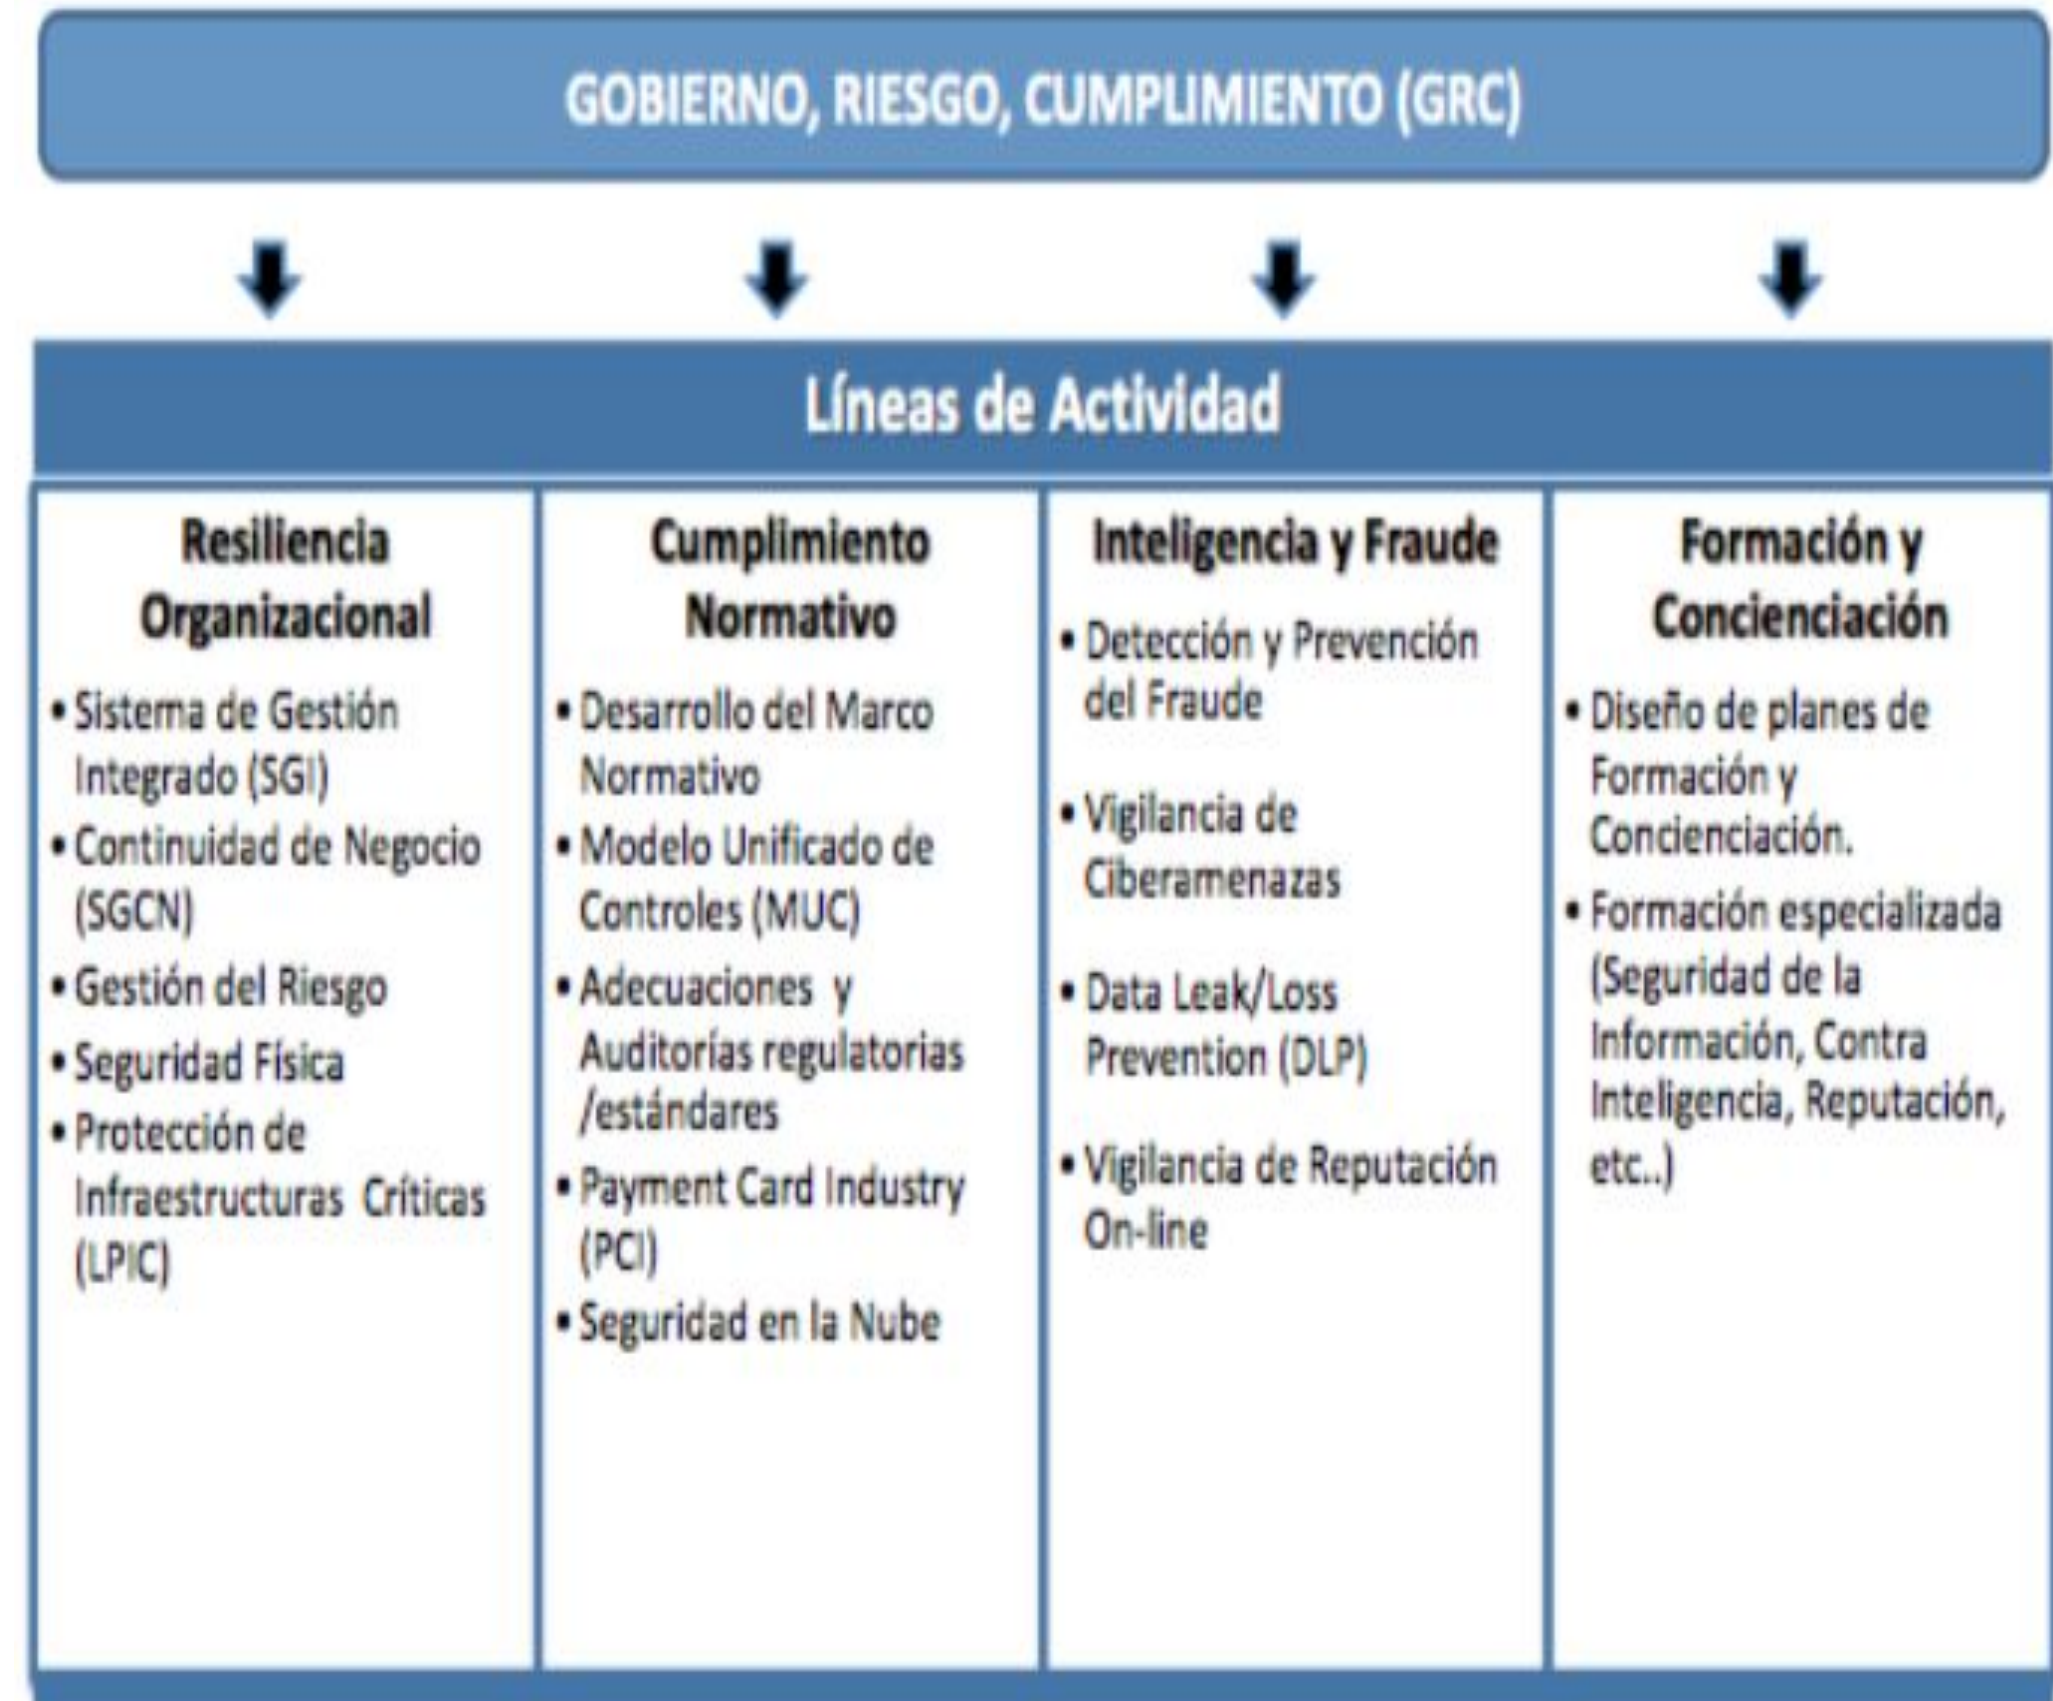 GOBIERNO, RIESGO, CUMPLIMIENTO (GRC)
Líneas de Actividad
Resiliencia
Organizacional
• Sistema de Gestión
Integrado (SGI)
• Continuidad de Negocio
(SGCN)
• Gestión del Riesgo
• Seguridad Física
• Protección de
Infraestructuras Críticas
(LPIC)
Cumplimiento
Normativo
• Desarrollo del Marco
Normativo
• Modelo Unificado de
Controles (MUC)
• Adecuaciones y
Auditorías regulatorias
/estándares
• Payment Card Industry
(PCI)
• Seguridad en la Nube
Inteligencia y Fraude
• Detección y Prevención
del Fraude
• Vigilancia de
Ciberamenazas
• Data Leak/Loss
Prevention (DLP)
• Vigilancia de Reputación
On-line
Formación y
Concienciación
• Diseño de planes de
Formación y
Concienciación.
• Formación especializada
(Seguridad de la
Información, Contra
Inteligencia, Reputación,
etc..)